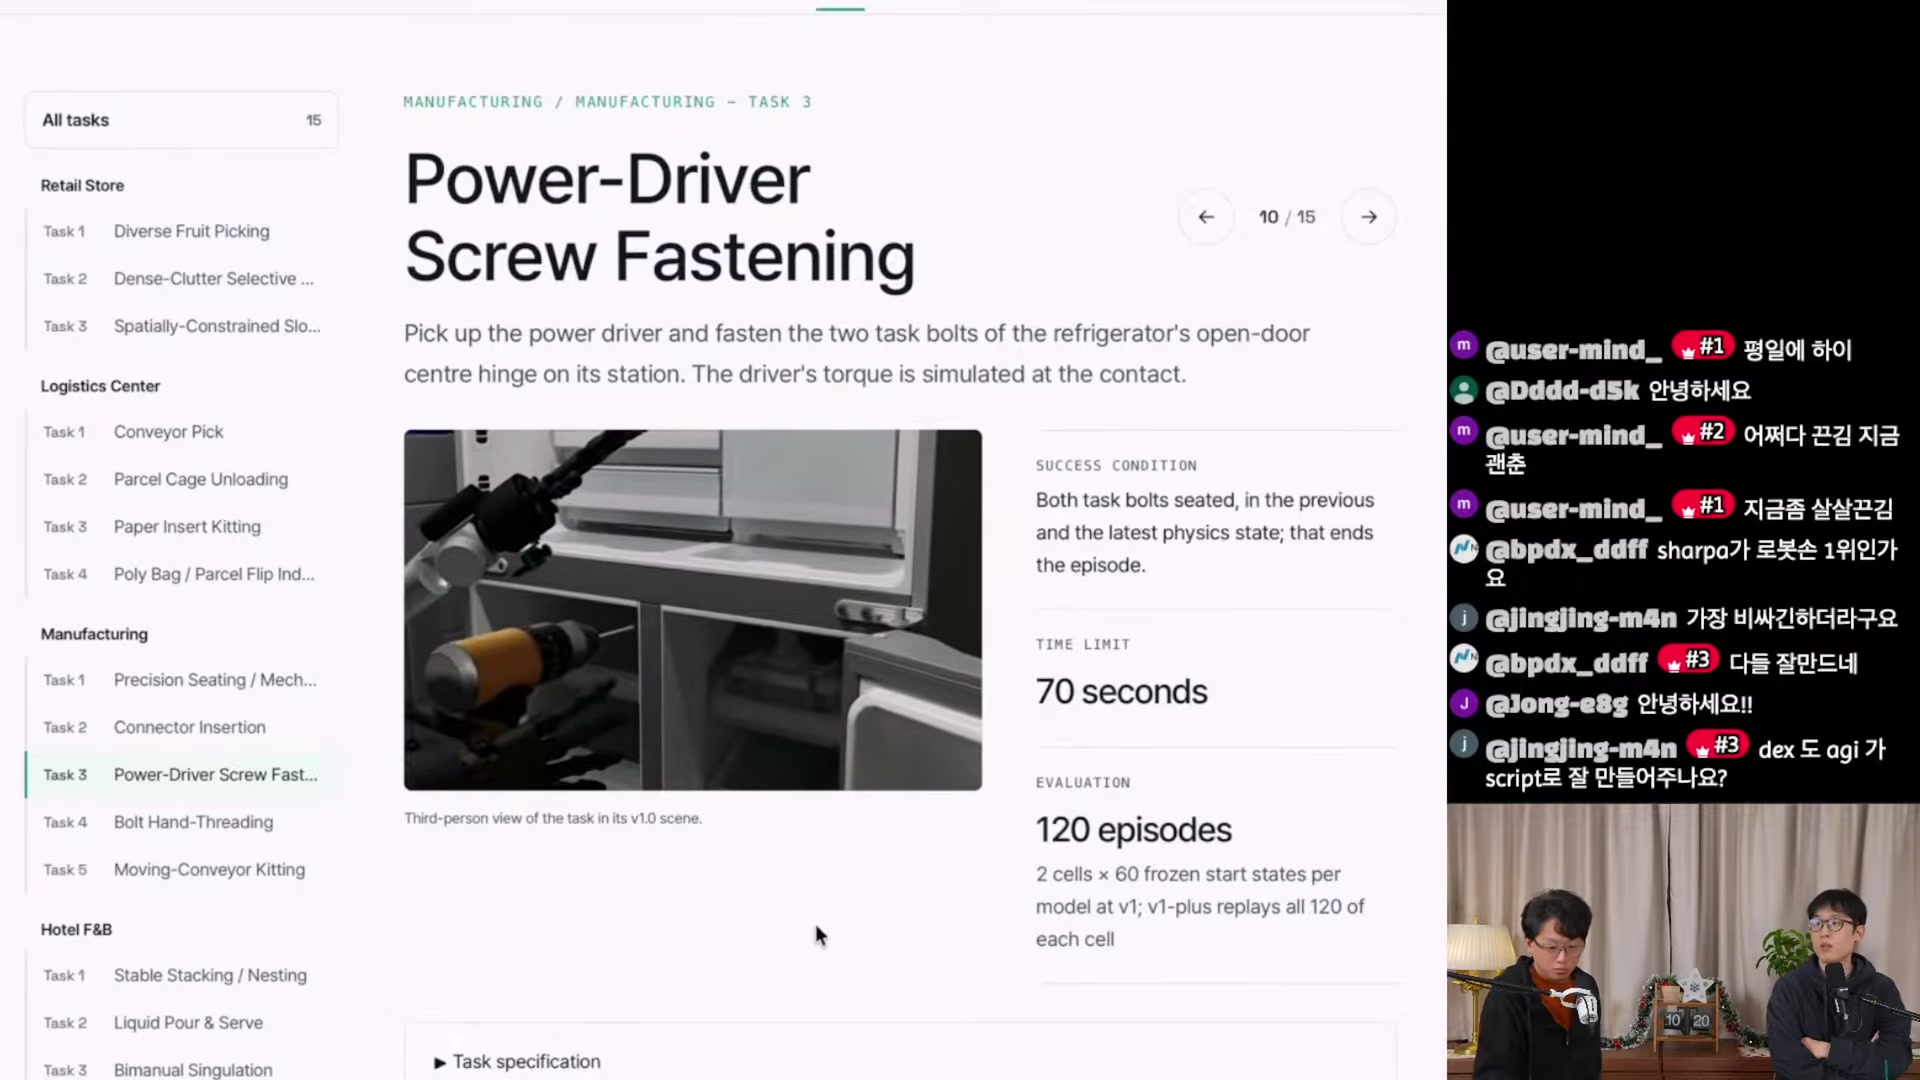 All tasks 15
Retail Store
Task 1 Diverse Fruit Picking
Task 2 Dense-Clutter Selective ...
Task 3 Spatially-Constrained Slo...
Logistics Center
Task 1 Conveyor Pick
Task 2 Parcel Cage Unloading
Task 3 Paper Insert Kitting
Task 4 Poly Bag / Parcel Flip Ind...
Manufacturing
Task 1 Precision Seating / Mech...
Task 2 Connector Insertion
Task 3 Power-Driver Screw Fast...
Task 4 Bolt Hand-Threading
Task 5 Moving-Conveyor Kitting
Hotel F&B
Task 1 Stable Stacking / Nesting
Task 2 Liquid Pour & Serve
Task 3 Bimanual Singulation
MANUFACTURING / MANUFACTURING – TASK 3
Power-Driver
Screw Fastening
← 10 / 15 →
Pick up the power driver and fasten the two task bolts of the refrigerator's open-door
centre hinge on its station. The driver's torque is simulated at the contact.
Third-person view of the task in its v1.0 scene.
SUCCESS CONDITION
Both task bolts seated, in the previous
and the latest physics state; that ends
the episode.
TIME LIMIT
70 seconds
EVALUATION
120 episodes
2 cells × 60 frozen start states per
model at v1; v1-plus replays all 120 of
each cell
▶ Task specification
m @user-mind_ #1 평일에 하이
@Dddd-d5k 안녕하세요
m @user-mind_ #2 어쩌다 끈김 지금
괜춘
m @user-mind_ #1 지금좀 살살끈김
N @bpdx_ddff sharpa가 로봇손 1위인가
요
j @jingjing-m4n 가장 비싸긴하더라구요
N @bpdx_ddff #3 다들 잘만드네
J @Jong-e8g 안녕하세요!!
j @jingjing-m4n #3 dex 도 agi 가
script로 잘 만들어주나요?
10 20